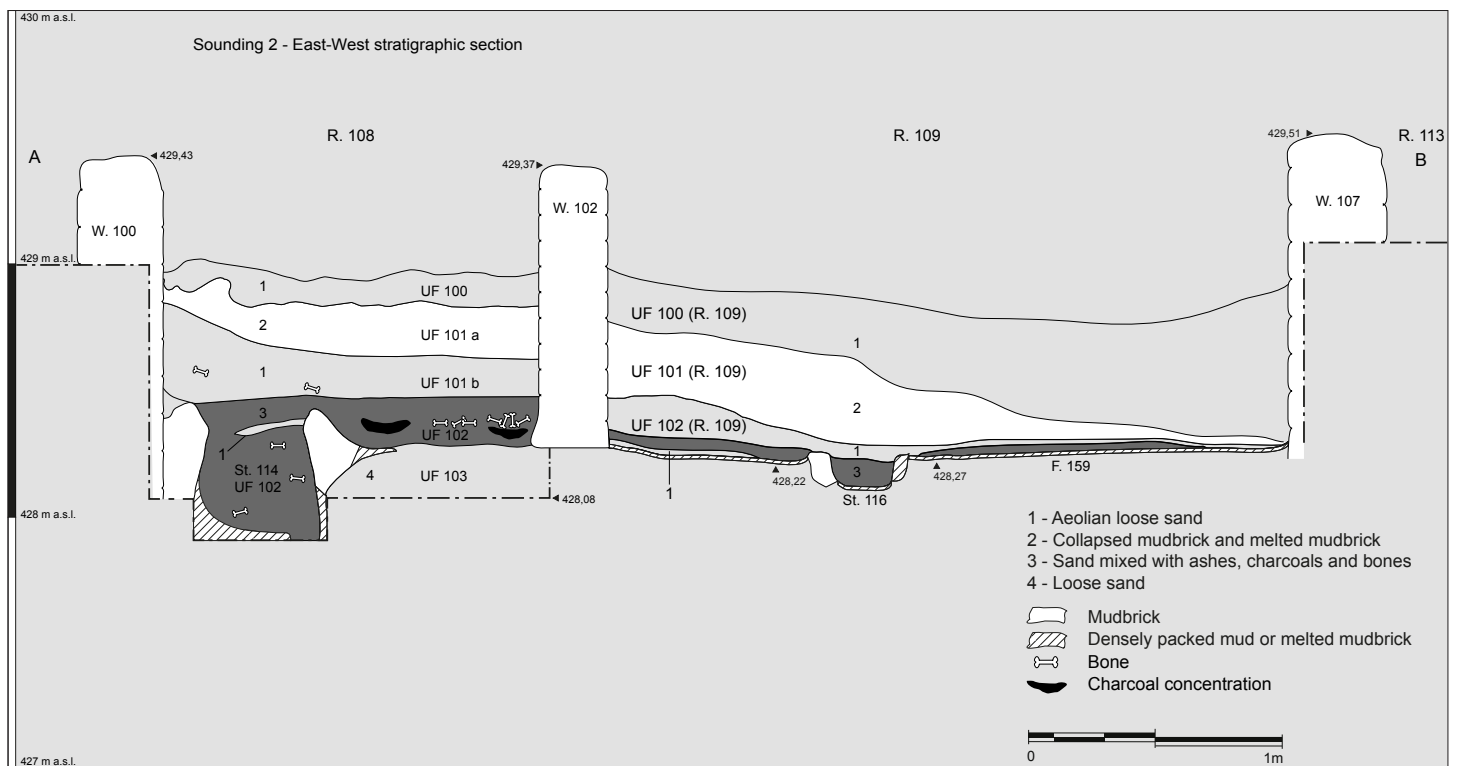 430 m a.s.l.
Sounding 2 - East-West stratigraphic section
R. 108
R. 109
R. 113
A
B
429,43
429,37
429,51
W. 100
W. 102
W. 107
429 m a.s.l.
1
UF 100
UF 100 (R. 109)
1
2
UF 101 a
UF 101 (R. 109)
1
UF 101 b
2
3
UF 102
UF 102 (R. 109)
1
1
3
St. 114
UF 102
4
UF 103
428,08
1
428,22
St. 116
428,27
F. 159
428 m a.s.l.
1 - Aeolian loose sand
2 - Collapsed mudbrick and melted mudbrick
3 - Sand mixed with ashes, charcoals and bones
4 - Loose sand
Mudbrick
Densely packed mud or melted mudbrick
Bone
Charcoal concentration
0
1m
427 m a.s.l.